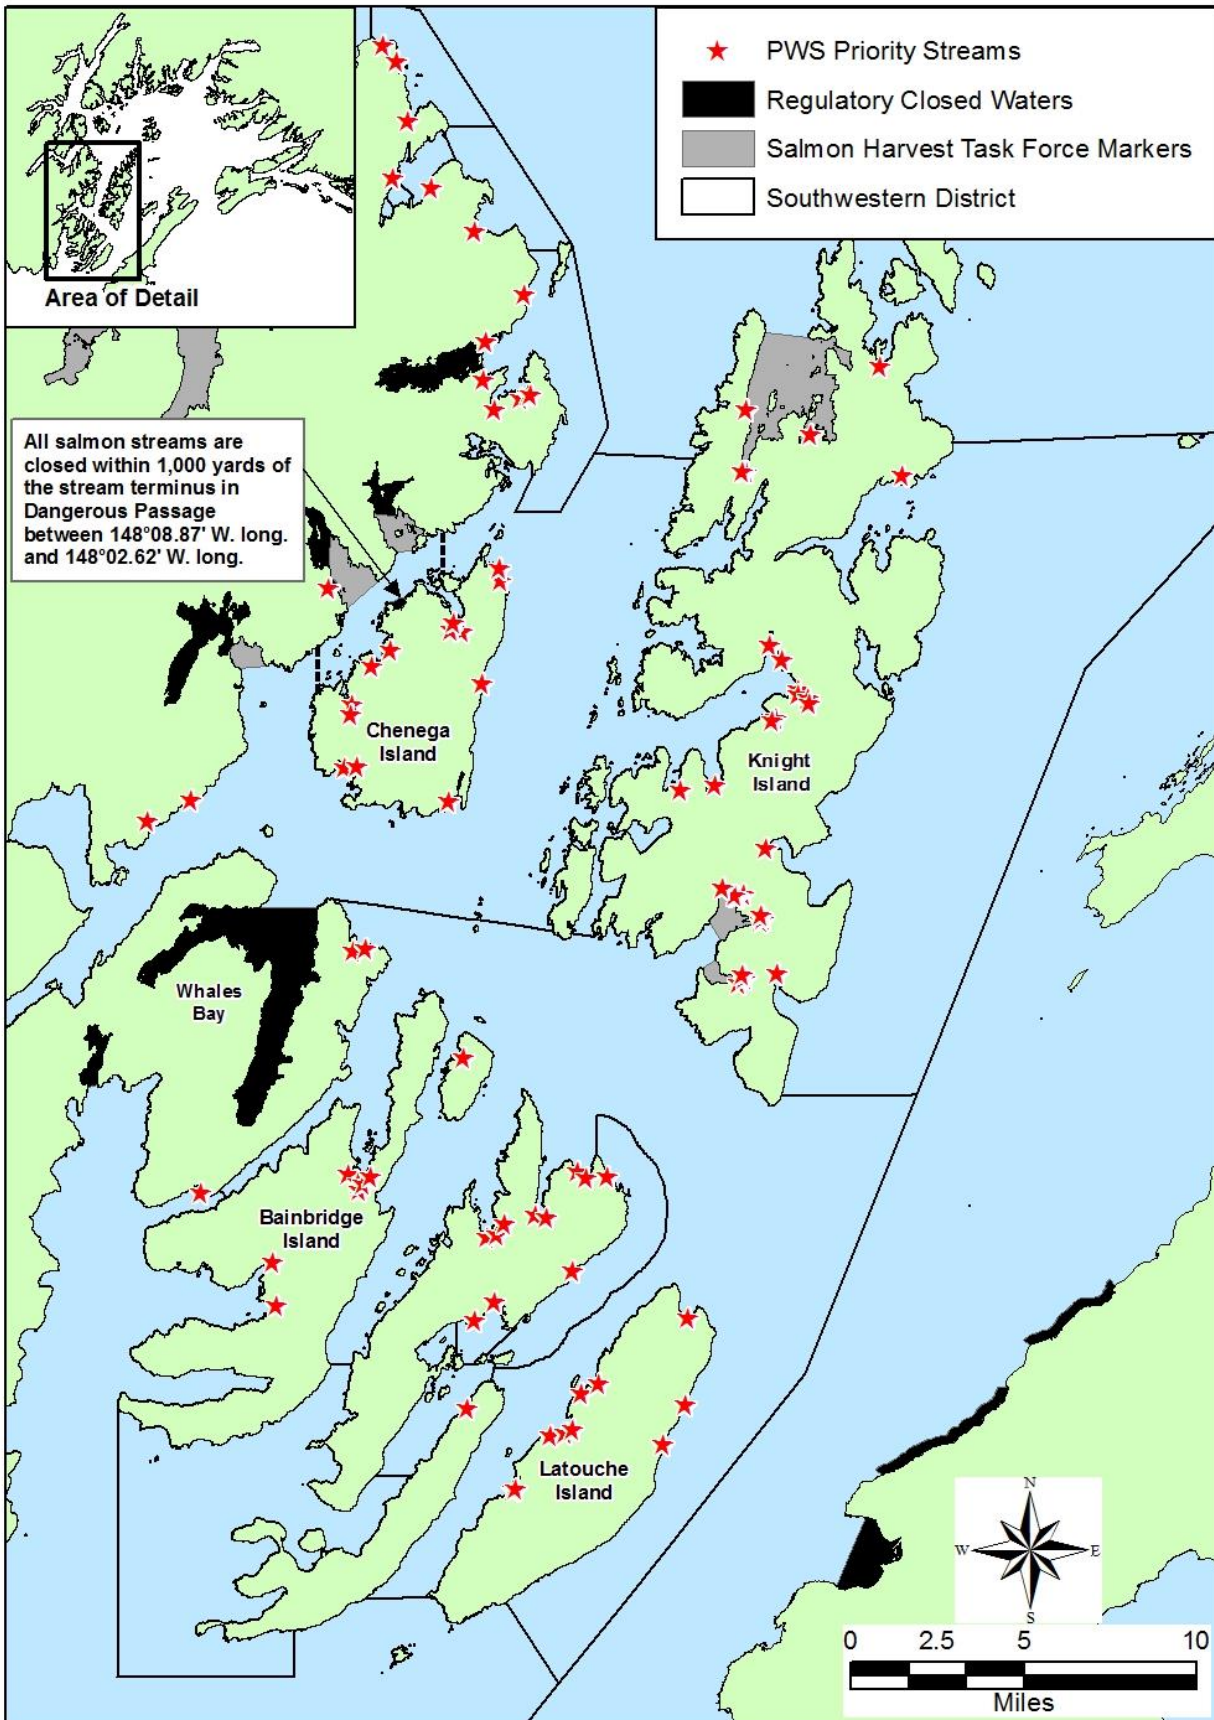 PWS Priority Streams
Regulatory Closed Waters
Salmon Harvest Task Force Markers
Southwestern District
Area of Detail
All salmon streams are
closed within 1,000 yards of
the stream terminus in
Dangerous Passage
between 148°08.87' W. long.
and 148°02.62' W. long.
Chenega
Island
Knight
Island
Whales
Bay
Bainbridge
Island
Latouche
Island
N
W E
S
0 2.5 5 10
Miles